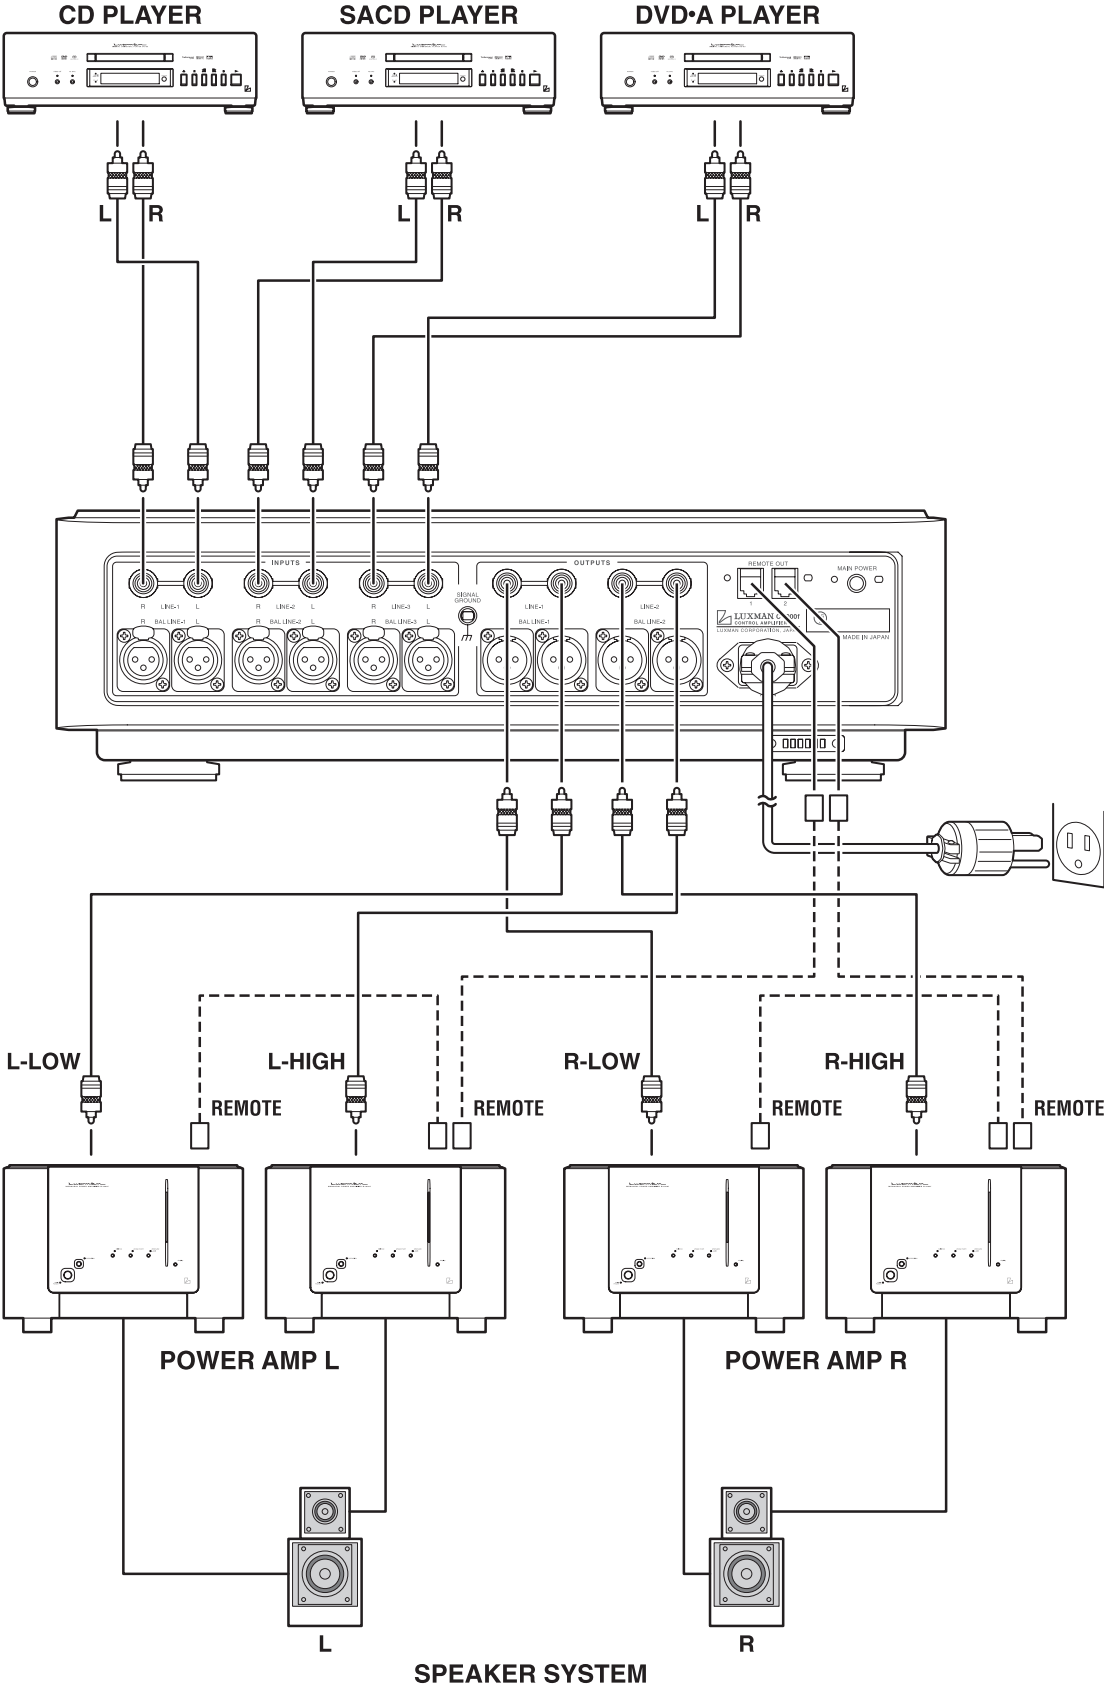 CD PLAYER
SACD PLAYER
DVD•A PLAYER
L R
L R
L R
INPUTS
OUTPUTS
REMOTE OUT
MAIN POWER
R LINE-1 L
R LINE-2 L
R LINE-3 L
SIGNAL
GROUND
LINE-1
LINE-2
1 2
R BAL LINE-1 L
R BAL LINE-2 L
R BAL LINE-3 L
BAL LINE-1
BAL LINE-2
LUXMAN
CONTROL AMPLIFIER
LUXMAN CORPORATION,
MADE IN JAPAN
L-LOW
L-HIGH
R-LOW
R-HIGH
REMOTE
REMOTE
REMOTE
REMOTE
POWER AMP L
POWER AMP R
L
R
SPEAKER SYSTEM